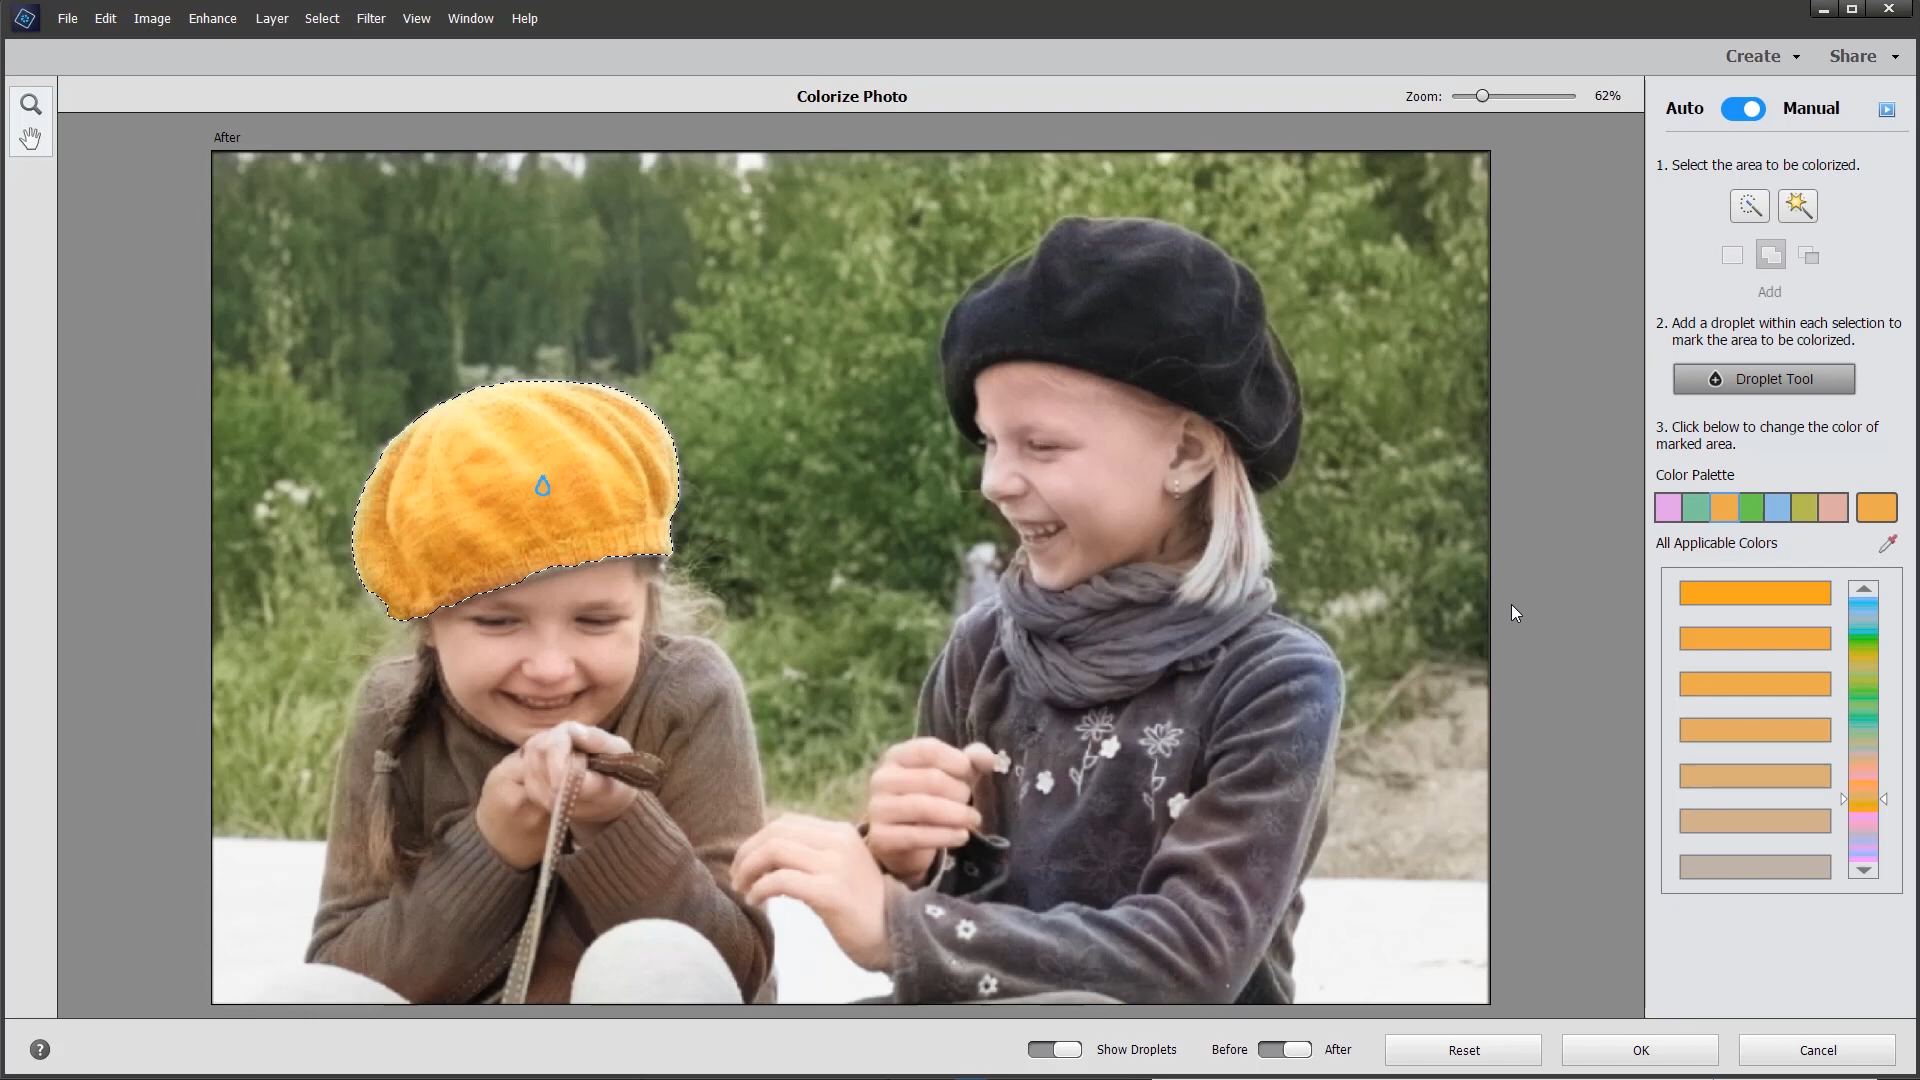 File Edit Image Enhance Layer Select Filter View Window Help
Create Share
Colorize Photo
Zoom: 62%
After
Auto Manual
1. Select the area to be colorized.
Add
2. Add a droplet within each selection to
mark the area to be colorized.
Droplet Tool
3. Click below to change the color of
marked area.
Color Palette
All Applicable Colors
?
Show Droplets
Before After
Reset
OK
Cancel